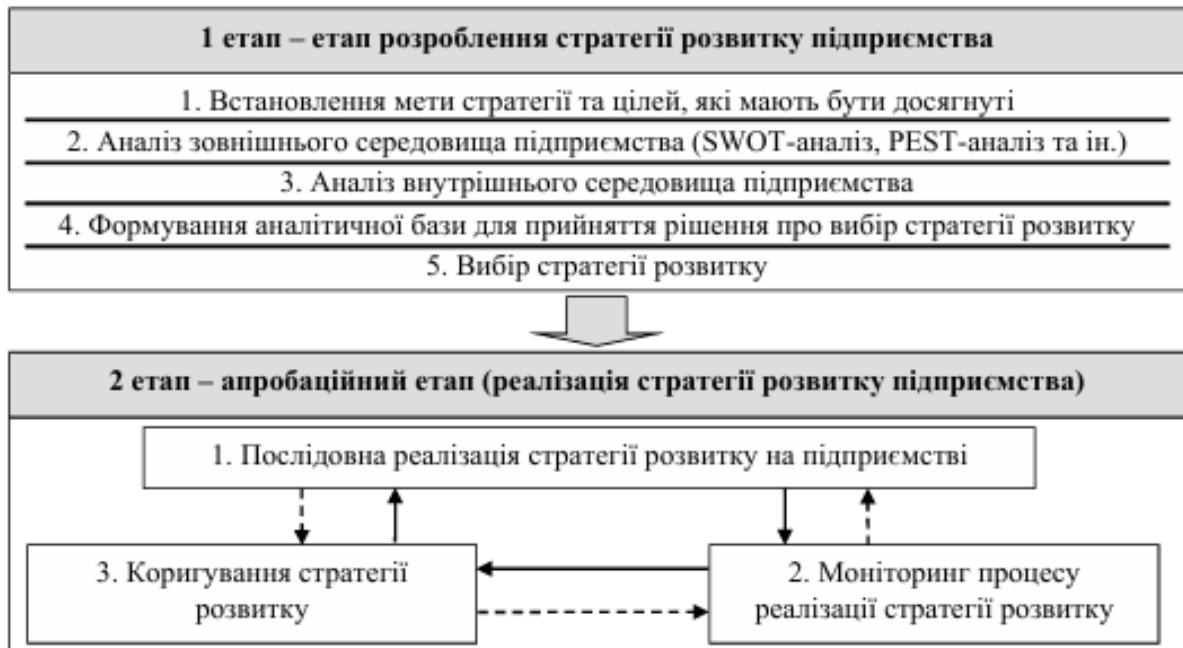 1 етап – етап розроблення стратегії розвитку підприємства
1. Встановлення мети стратегії та цілей, які мають бути досягнуті
2. Аналіз зовнішнього середовища підприємства (SWOT-аналіз, PEST-аналіз та ін.)
3. Аналіз внутрішнього середовища підприємства
4. Формування аналітичної бази для прийняття рішення про вибір стратегії розвитку
5. Вибір стратегії розвитку
2 етап – апробаційний етап (реалізація стратегії розвитку підприємства)
1. Послідовна реалізація стратегії розвитку на підприємстві
3. Коригування стратегії
розвитку
2. Моніторинг процесу
реалізації стратегії розвитку